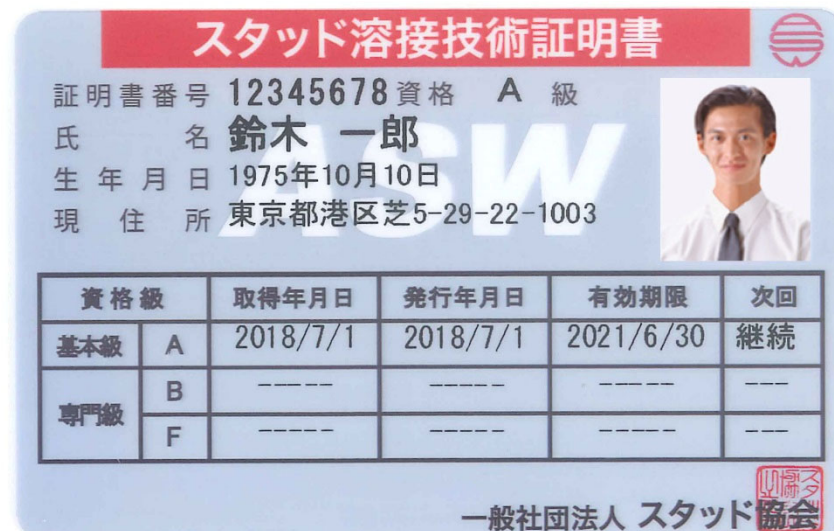 スタッド溶接技術証明書
証明書番号 12345678 資格 A 級
氏名 鈴木 一郎
生年月日 1975年10月10日
現住所 東京都港区芝5-29-22-1003
ASW
資格級 取得年月日 発行年月日 有効期限 次回
基本級 A 2018/7/1 2018/7/1 2021/6/30 継続
専門級 B ----- ----- ----- ---
F ----- ----- ----- ---
一般社団法人 スタッド協会